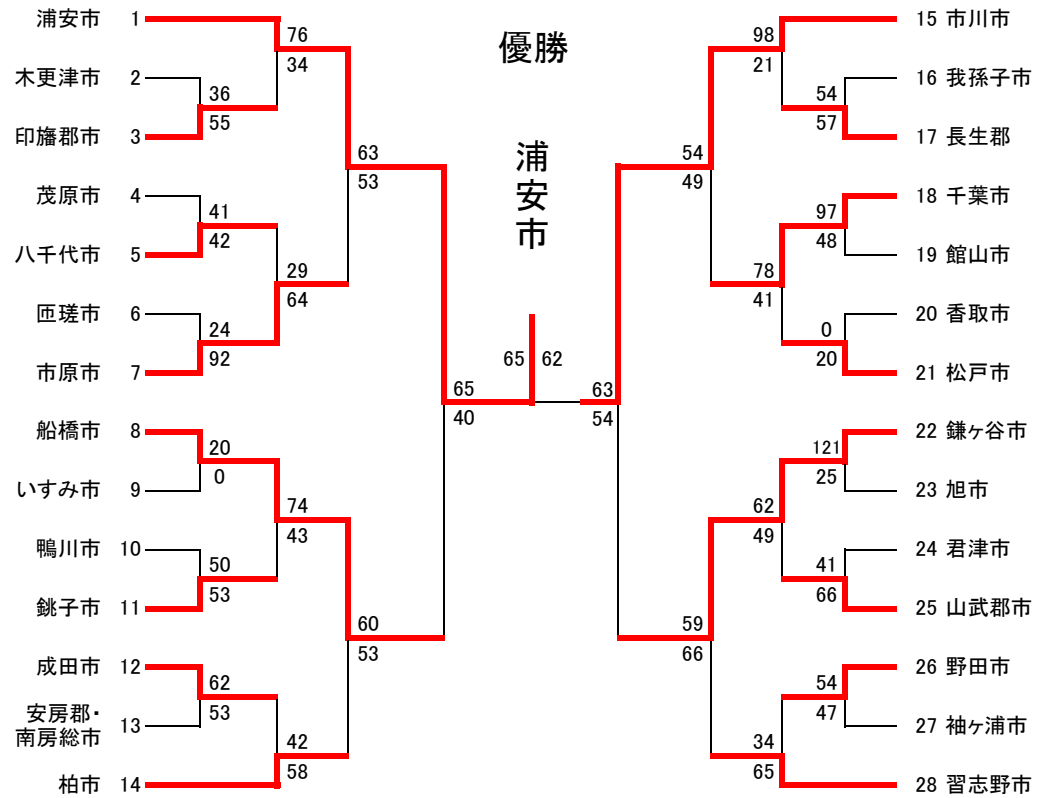 優勝
浦安市
浦安市 1
木更津市 2
印旛郡市 3
茂原市 4
八千代市 5
匝瑳市 6
市原市 7
船橋市 8
いすみ市 9
鴨川市 10
銚子市 11
成田市 12
安房郡・
南房総市 13
柏市 14
76
34
36
55
63
53
41
42
29
64
24
92
65
40
20
0
74
43
50
53
60
53
62
53
42
58
65 62
15 市川市
16 我孫子市
17 長生郡
18 千葉市
19 館山市
20 香取市
21 松戸市
22 鎌ヶ谷市
23 旭市
24 君津市
25 山武郡市
26 野田市
27 袖ヶ浦市
28 習志野市
98
21
54
57
54
49
97
48
78
41
0
20
63
54
121
25
62
49
41
66
59
66
54
47
34
65